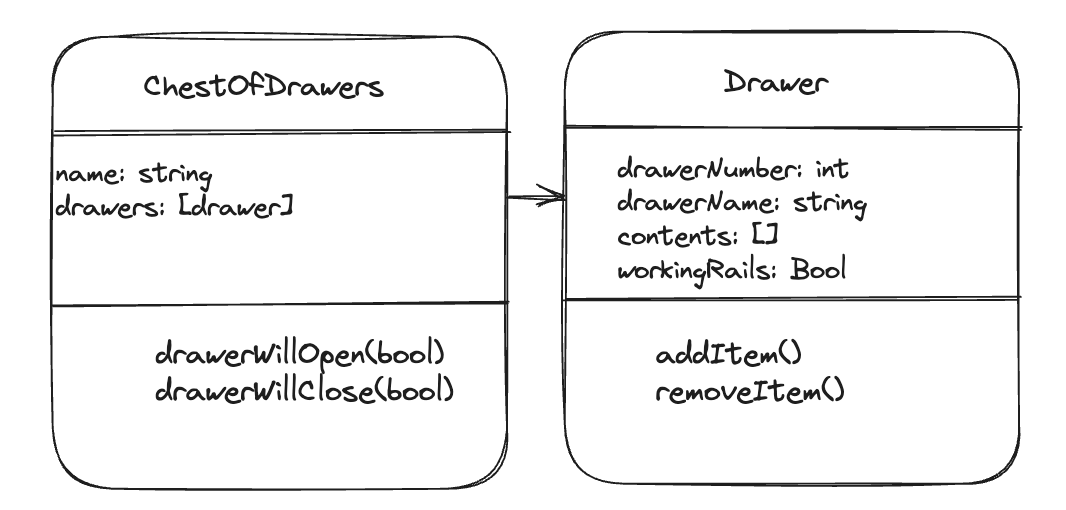 ChestOfDrawers
name: string
drawers: [drawer]
drawerWillOpen(bool)
drawerWillClose(bool)
Drawer
drawerNumber: int
drawerName: string
contents: []
workingRails: Bool
addItem()
removeItem()